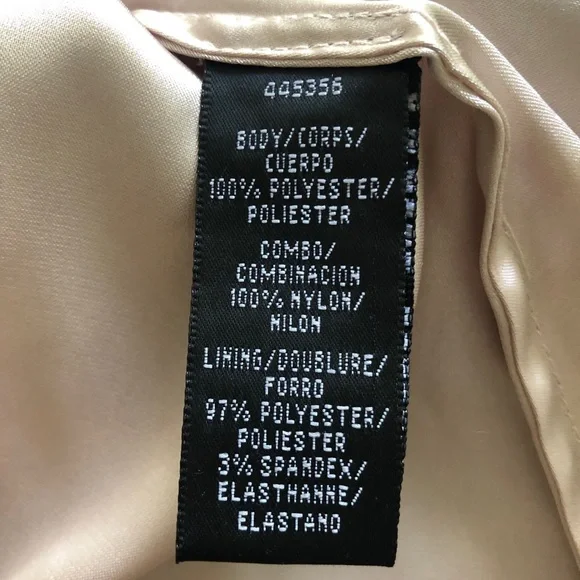 445356
BODY/CORPS/
CUERPO
100% POLYESTER/
POLIESTER
COMBO/
COMBINACION
100% NYLON/
NILON
LINING/DOUBLURE/
FORRO
97% POLYESTER/
POLIESTER
3% SPANDEX/
ELASTHANNE/
ELASTANO